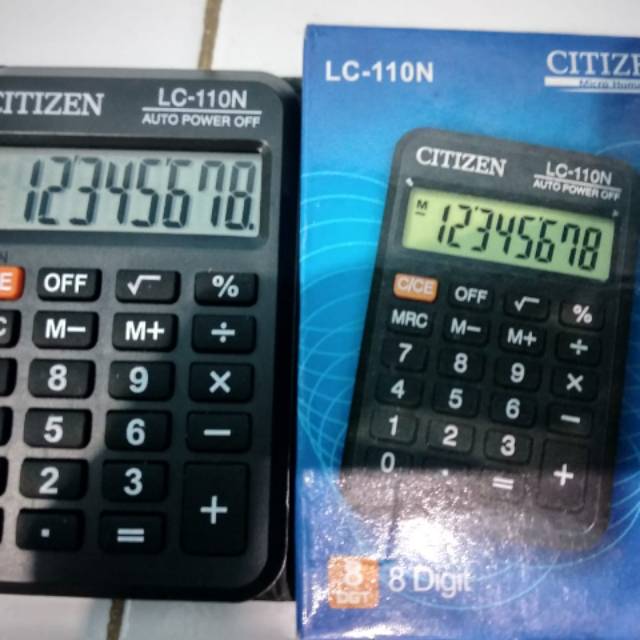 CITIZEN
LC-110N
AUTO POWER OFF
12345678.
OFF √ %
M− M+ ÷
8 9 ×
5 6 −
2 3
. = +
LC-110N
CITIZE
CITIZEN
LC-110N
AUTO POWER OFF
M
12345678
C/CE OFF √ %
MRC M− M+ ÷
7 8 9 ×
4 5 6 −
1 2 3
0 . = +
8
DIGIT
8 Digit